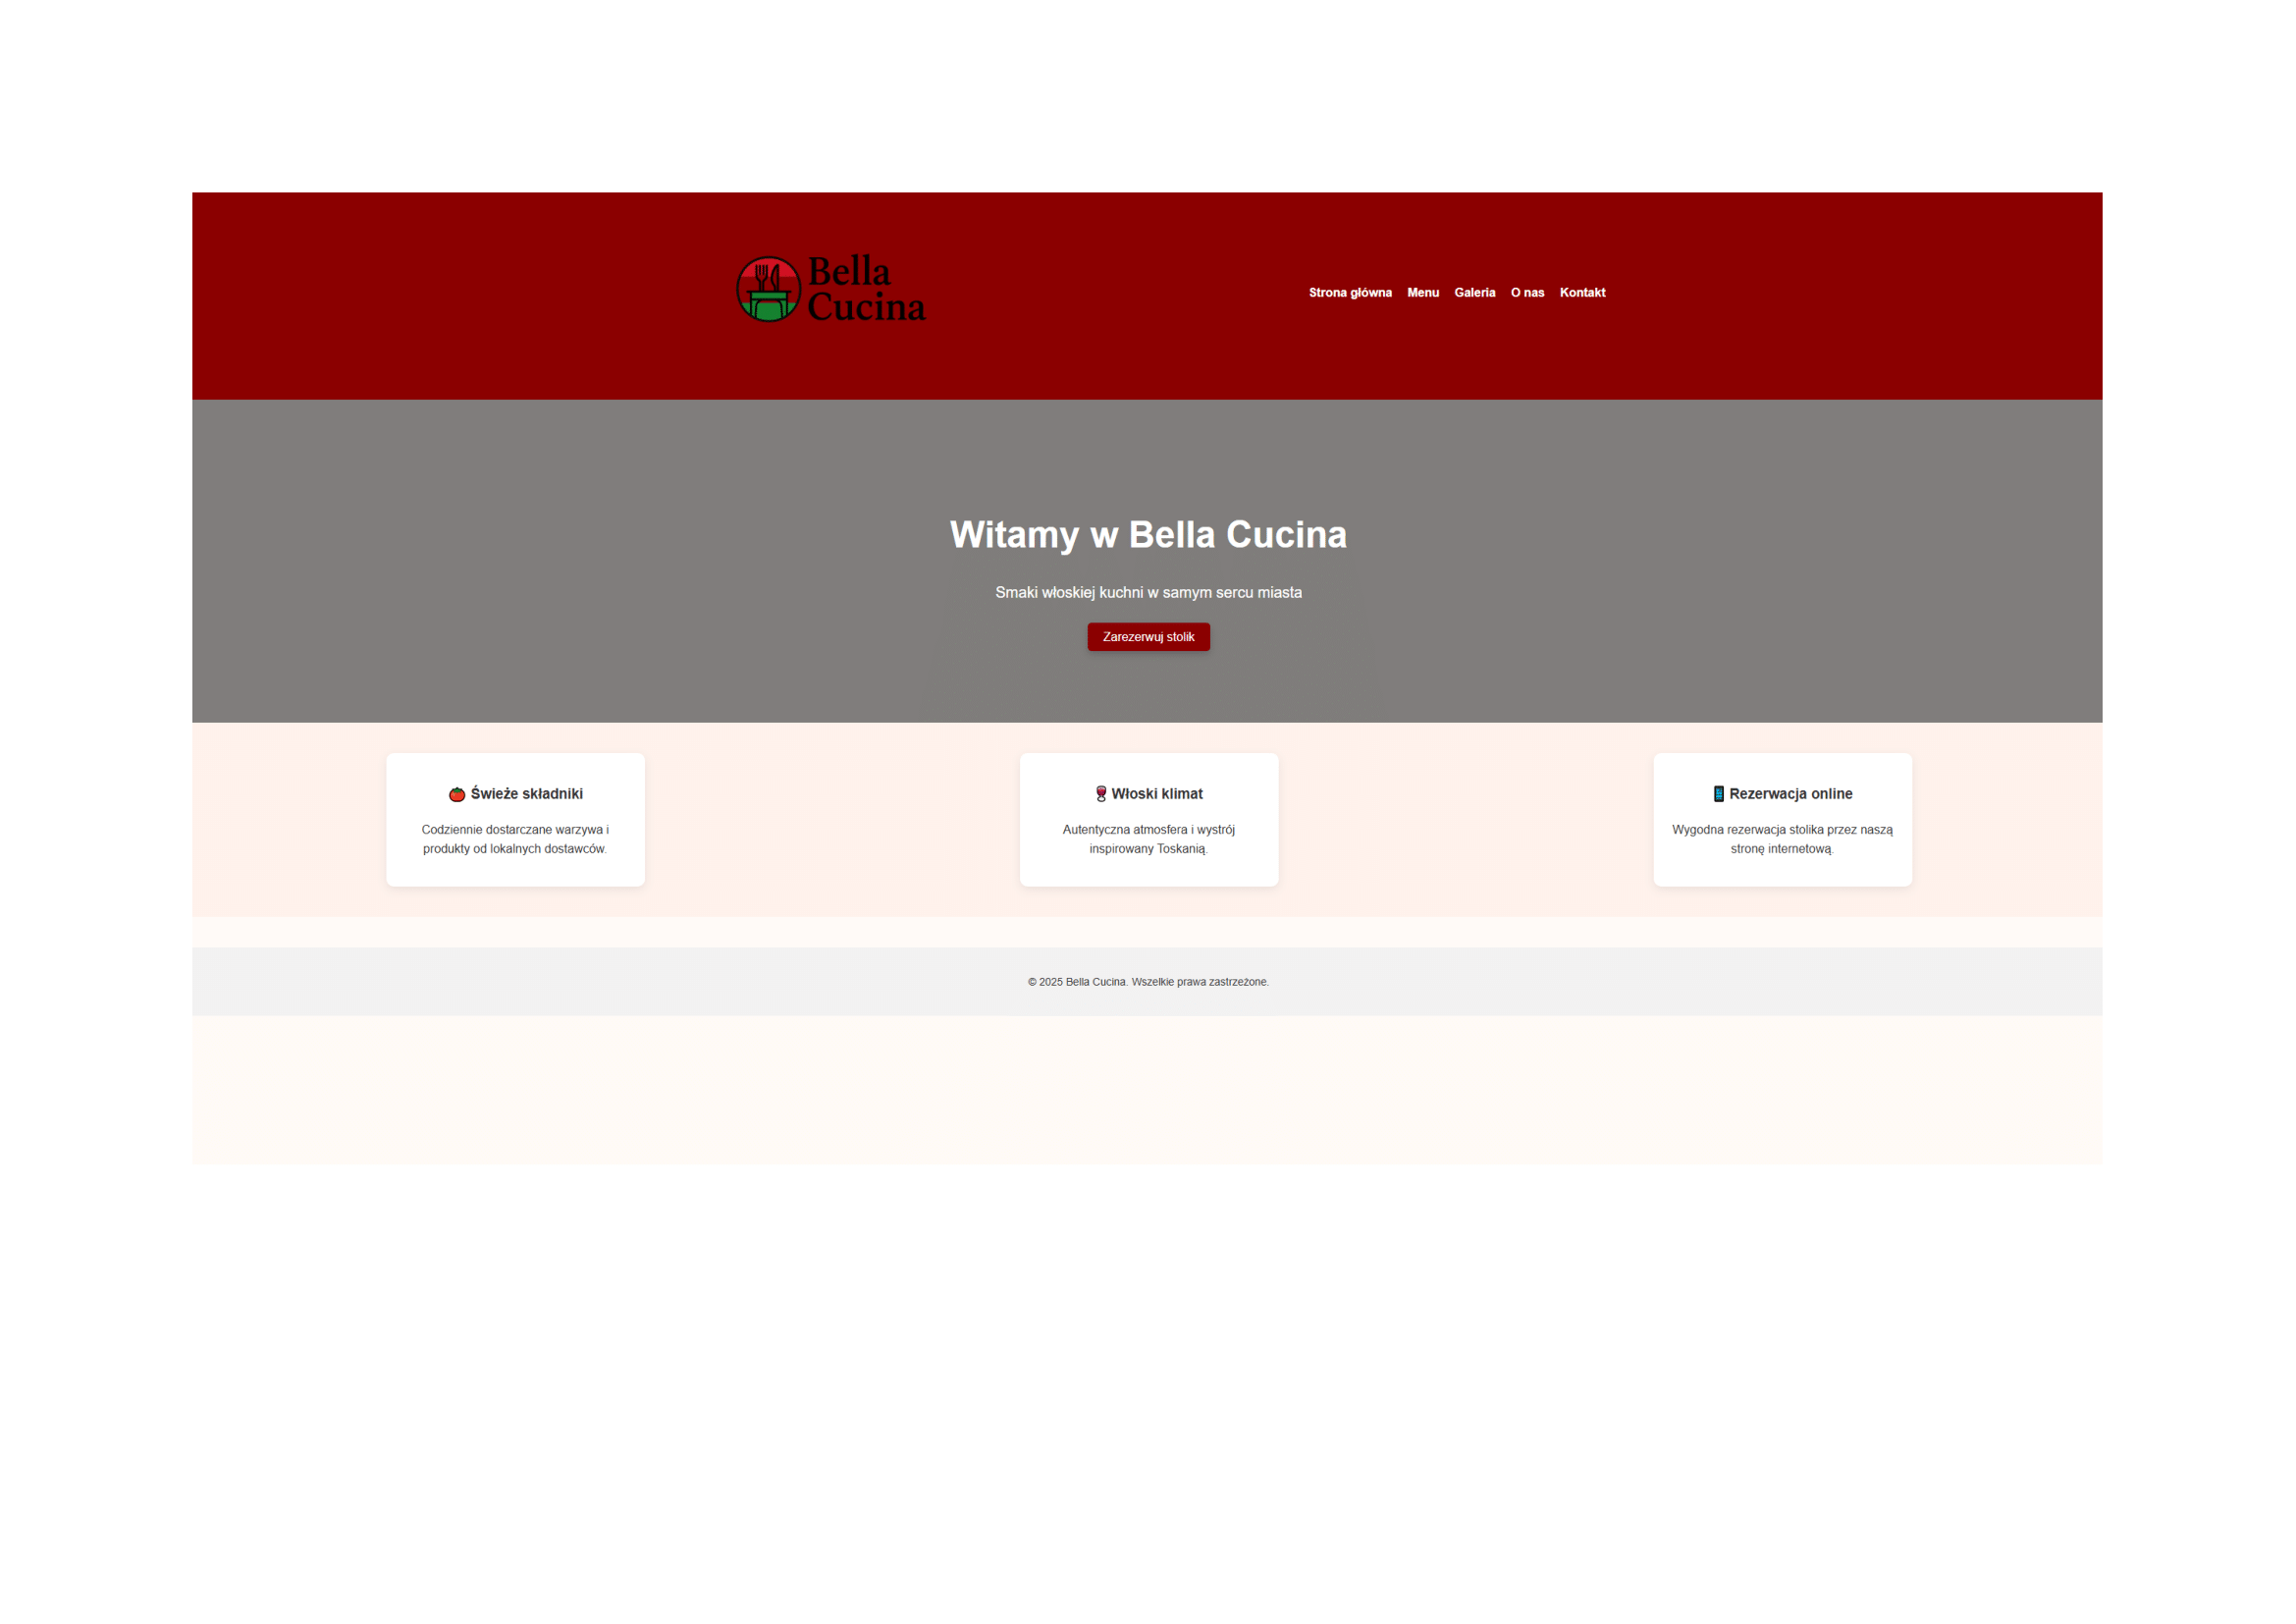 Bella
Cucina
Strona główna Menu Galeria O nas Kontakt
Witamy w Bella Cucina
Smaki włoskiej kuchni w samym sercu miasta
Zarezerwuj stolik
🍅 Świeże składniki
Codziennie dostarczane warzywa i
produkty od lokalnych dostawców.
🍷 Włoski klimat
Autentyczna atmosfera i wystrój
inspirowany Toskanią.
📱 Rezerwacja online
Wygodna rezerwacja stolika przez naszą
stronę internetową.
© 2025 Bella Cucina. Wszelkie prawa zastrzeżone.